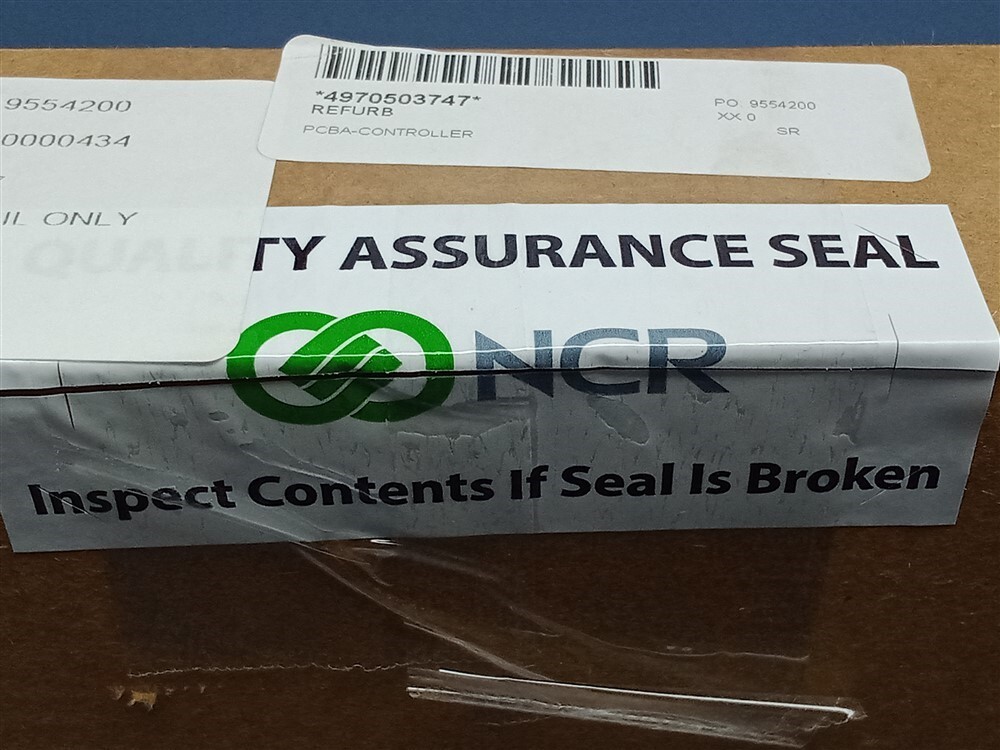 9554200
0000434
IL ONLY
*4970503747*
REFURB
PCBA-CONTROLLER
PO: 9554200
XX 0
SR
TY ASSURANCE SEAL
NCR
Inspect Contents If Seal Is Broken